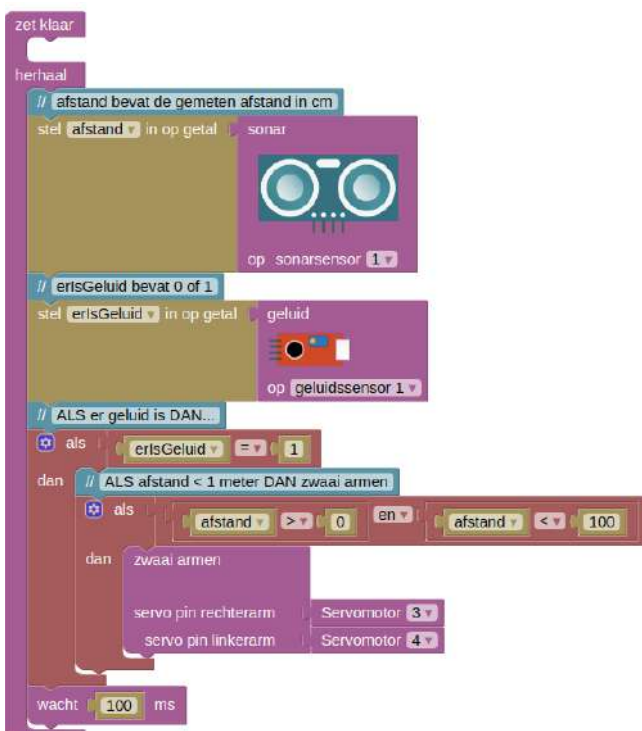 zet klaar
herhaal
// afstand bevat de gemeten afstand in cm
stel afstand in op getal sonar
op sonarsensor 1
// erIsGeluid bevat 0 of 1
stel erIsGeluid in op getal geluid
op geluidssensor 1
// ALS er geluid is DAN...
als erIsGeluid = 1
dan // ALS afstand < 1 meter DAN zwaai armen
als afstand > 0 en afstand < 100
dan zwaai armen
servo pin rechterarm Servomotor 3
servo pin linkerarm Servomotor 4
wacht 100 ms